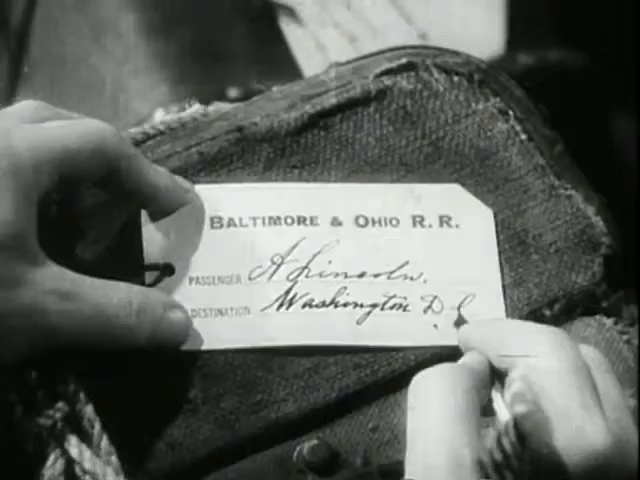 BALTIMORE & OHIO R. R.
PASSENGER A Lincoln.
DESTINATION Washington D. C